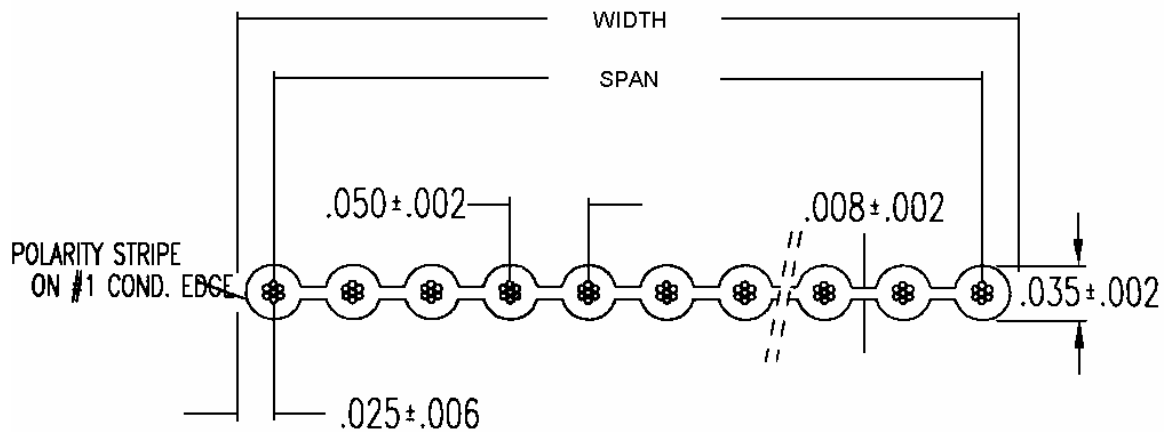 WIDTH
SPAN
.050±.002
.008±.002
POLARITY STRIPE
ON #1 COND. EDGE
.035±.002
.025±.006